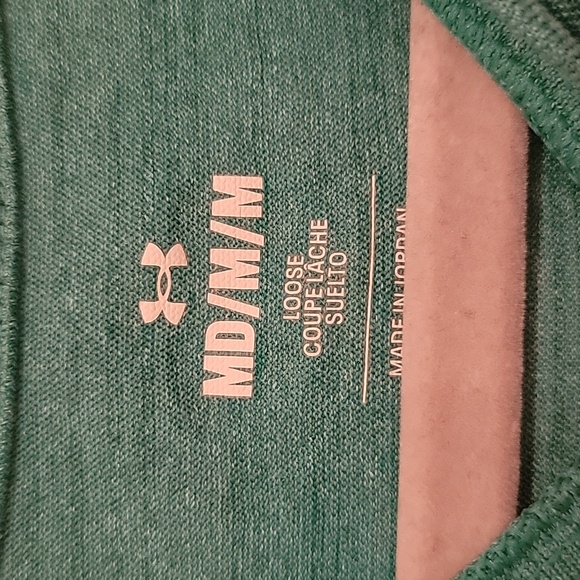 MD/M/M
LOOSE
COUPE LÂCHE
SUELTO
MADE IN JORDAN